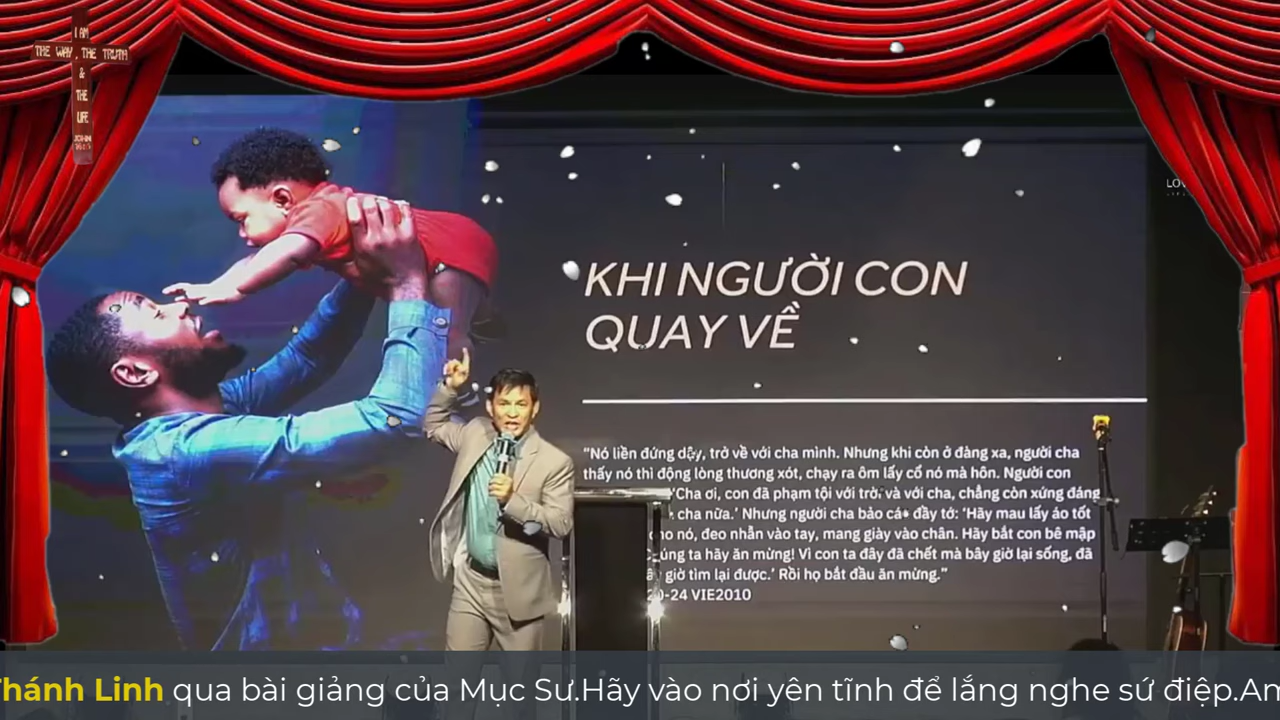 I AM
THE WAY, THE TRUTH
&
THE
LIFE
JOHN
KHI NGƯỜI CON
QUAY VỀ
"Nó liền đứng dậy, trở về với cha mình. Nhưng khi còn ở đằng xa, người cha
thấy nó thì động lòng thương xót, chạy ra ôm lấy cổ nó mà hôn. Người con
'Cha ơi, con đã phạm tội với trời và với cha, chẳng còn xứng đáng
cha nữa.' Nhưng người cha bảo các đầy tớ: 'Hãy mau lấy áo tốt
cho nó, đeo nhẫn vào tay, mang giày vào chân. Hãy bắt con bê mập
úng ta hãy ăn mừng! Vì con ta đây đã chết mà bây giờ lại sống, đã
giờ tìm lại được.' Rồi họ bắt đầu ăn mừng."
20-24 VIE2010
Thánh Linh qua bài giảng của Mục Sư.Hãy vào nơi yên tĩnh để lắng nghe sứ điệp.Am